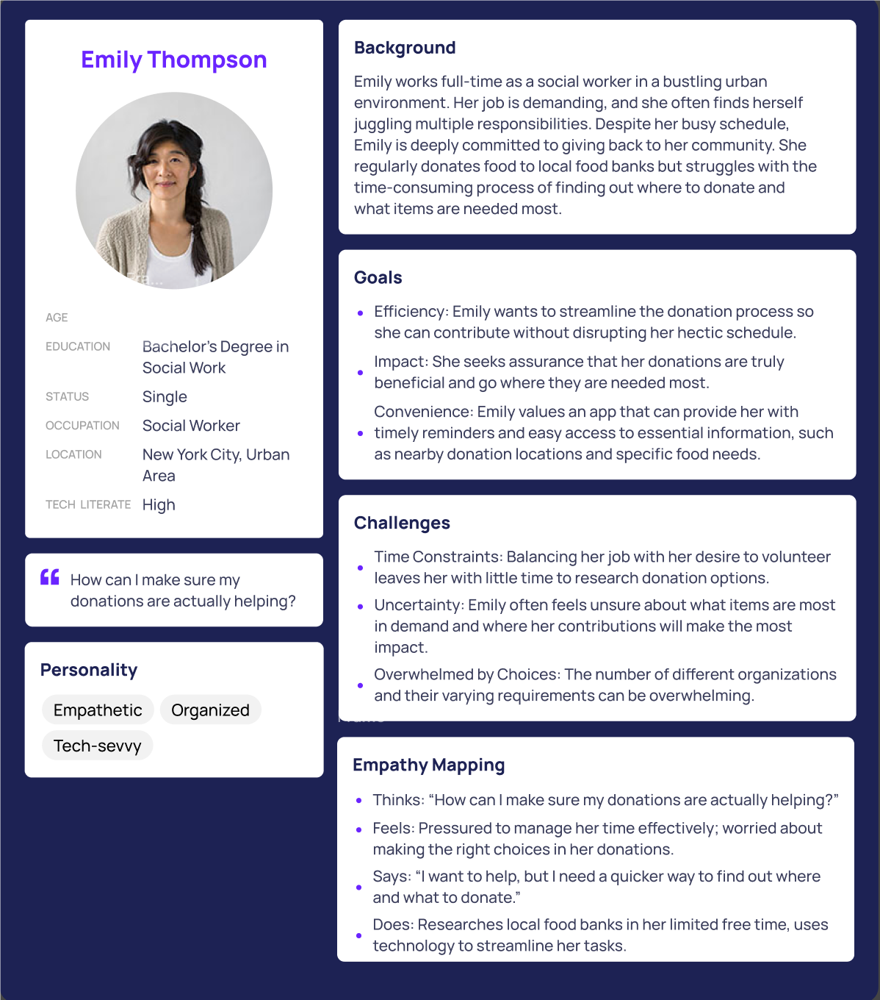 Emily Thompson
AGE
EDUCATION Bachelor's Degree in
Social Work
STATUS Single
OCCUPATION Social Worker
LOCATION New York City, Urban
Area
TECH LITERATE High
“ How can I make sure my
donations are actually helping?
Personality
Empathetic Organized
Tech-sevvy
Background
Emily works full-time as a social worker in a bustling urban
environment. Her job is demanding, and she often finds herself
juggling multiple responsibilities. Despite her busy schedule,
Emily is deeply committed to giving back to her community. She
regularly donates food to local food banks but struggles with the
time-consuming process of finding out where to donate and
what items are needed most.
Goals
• Efficiency: Emily wants to streamline the donation process so
she can contribute without disrupting her hectic schedule.
• Impact: She seeks assurance that her donations are truly
beneficial and go where they are needed most.
• Convenience: Emily values an app that can provide her with
timely reminders and easy access to essential information, such
as nearby donation locations and specific food needs.
Challenges
• Time Constraints: Balancing her job with her desire to volunteer
leaves her with little time to research donation options.
• Uncertainty: Emily often feels unsure about what items are most
in demand and where her contributions will make the most
impact.
• Overwhelmed by Choices: The number of different organizations
and their varying requirements can be overwhelming.
Empathy Mapping
• Thinks: “How can I make sure my donations are actually helping?”
• Feels: Pressured to manage her time effectively; worried about
making the right choices in her donations.
• Says: “I want to help, but I need a quicker way to find out where
and what to donate.”
• Does: Researches local food banks in her limited free time, uses
technology to streamline her tasks.